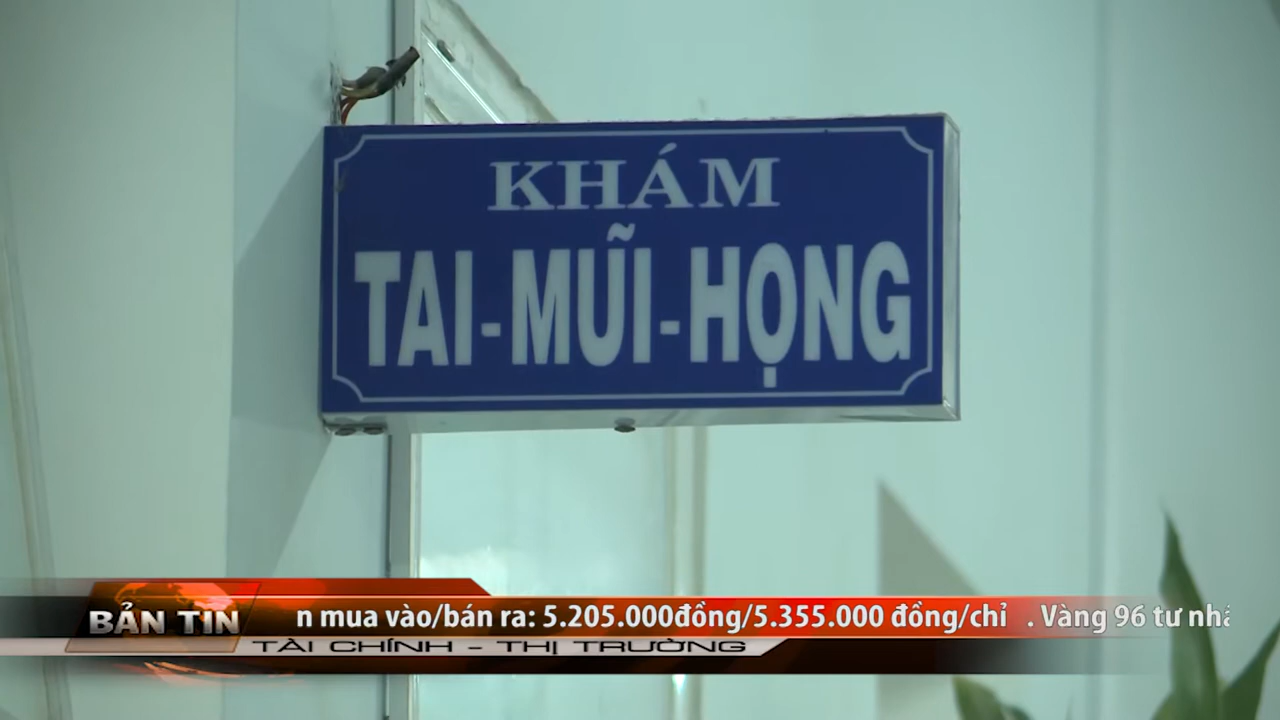 KHÁM
TAI-MŨI-HỌNG
BẢN TIN
mua vào/bán ra: 5.205.000đồng/5.355.000 đồng/chỉ . Vàng 96 tư
TÀI CHÍNH - THỊ TRƯỜNG